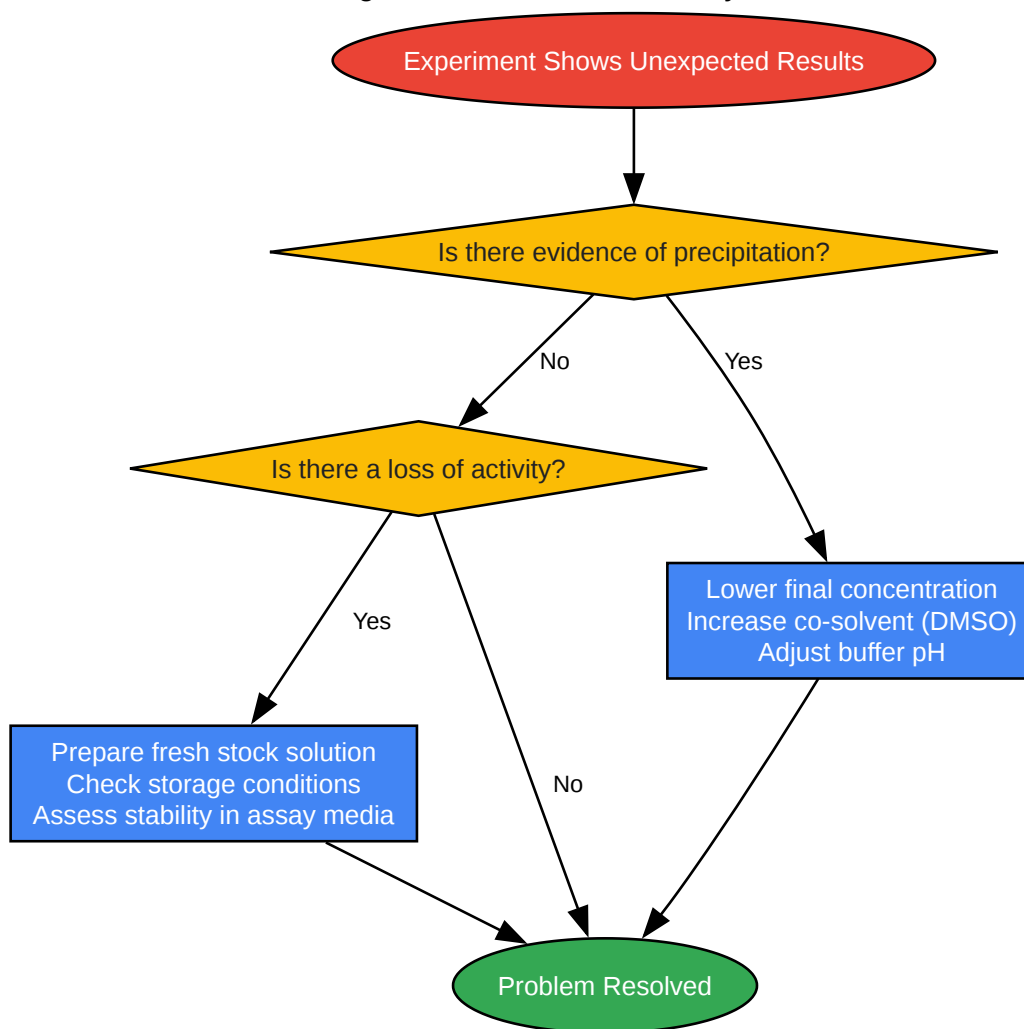 Experiment Shows Unexpected Results
Is there evidence of precipitation?
No
Yes
Is there a loss of activity?
Yes
No
Lower final concentration
Increase co-solvent (DMSO)
Adjust buffer pH
Prepare fresh stock solution
Check storage conditions
Assess stability in assay media
Problem Resolved